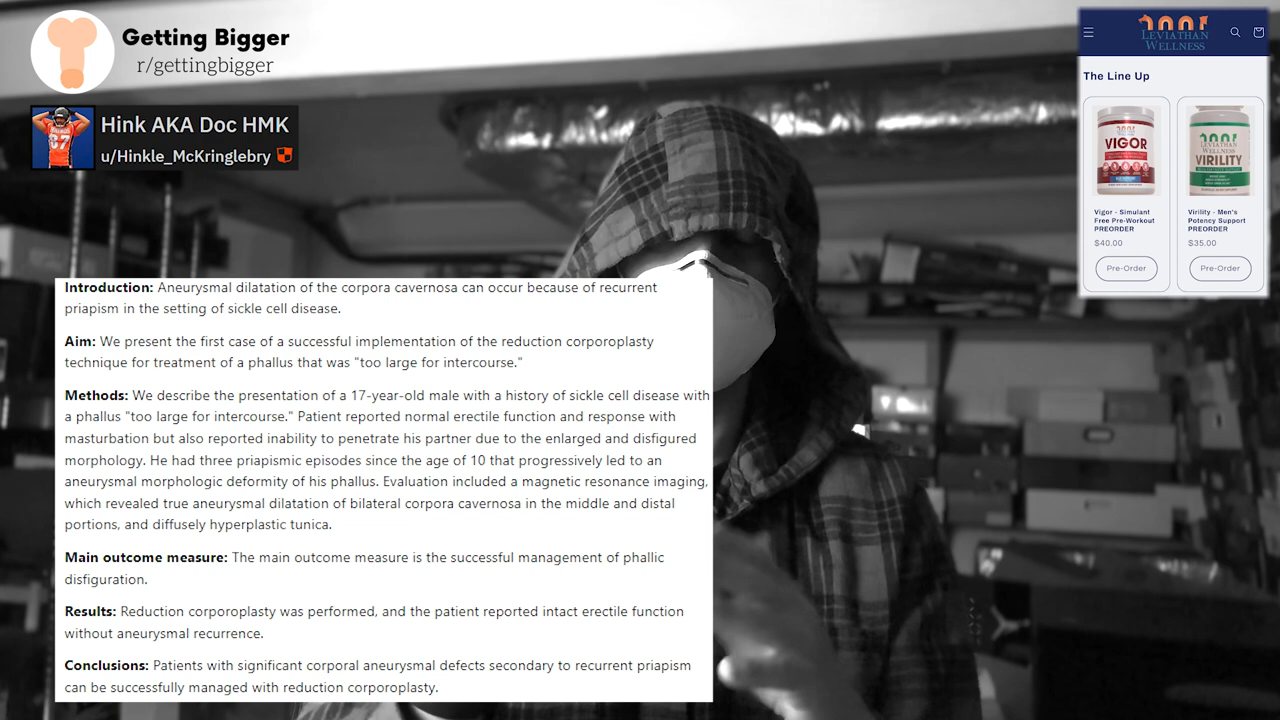 Getting Bigger
r/gettingbigger
Hink AKA Doc HMK
u/Hinkle_McKringlebry
LEVIATHAN
WELLNESS
The Line Up
VIGOR
LEVIATHAN
WELLNESS
VIRILITY
Vigor - Simulant
Free Pre-Workout
PREORDER
$40.00
Pre-Order
Virility - Men's
Potency Support
PREORDER
$35.00
Pre-Order
Introduction: Aneurysmal dilatation of the corpora cavernosa can occur because of recurrent
priapism in the setting of sickle cell disease.
Aim: We present the first case of a successful implementation of the reduction corporoplasty
technique for treatment of a phallus that was "too large for intercourse."
Methods: We describe the presentation of a 17-year-old male with a history of sickle cell disease with
a phallus "too large for intercourse." Patient reported normal erectile function and response with
masturbation but also reported inability to penetrate his partner due to the enlarged and disfigured
morphology. He had three priapismic episodes since the age of 10 that progressively led to an
aneurysmal morphologic deformity of his phallus. Evaluation included a magnetic resonance imaging,
which revealed true aneurysmal dilatation of bilateral corpora cavernosa in the middle and distal
portions, and diffusely hyperplastic tunica.
Main outcome measure: The main outcome measure is the successful management of phallic
disfiguration.
Results: Reduction corporoplasty was performed, and the patient reported intact erectile function
without aneurysmal recurrence.
Conclusions: Patients with significant corporal aneurysmal defects secondary to recurrent priapism
can be successfully managed with reduction corporoplasty.